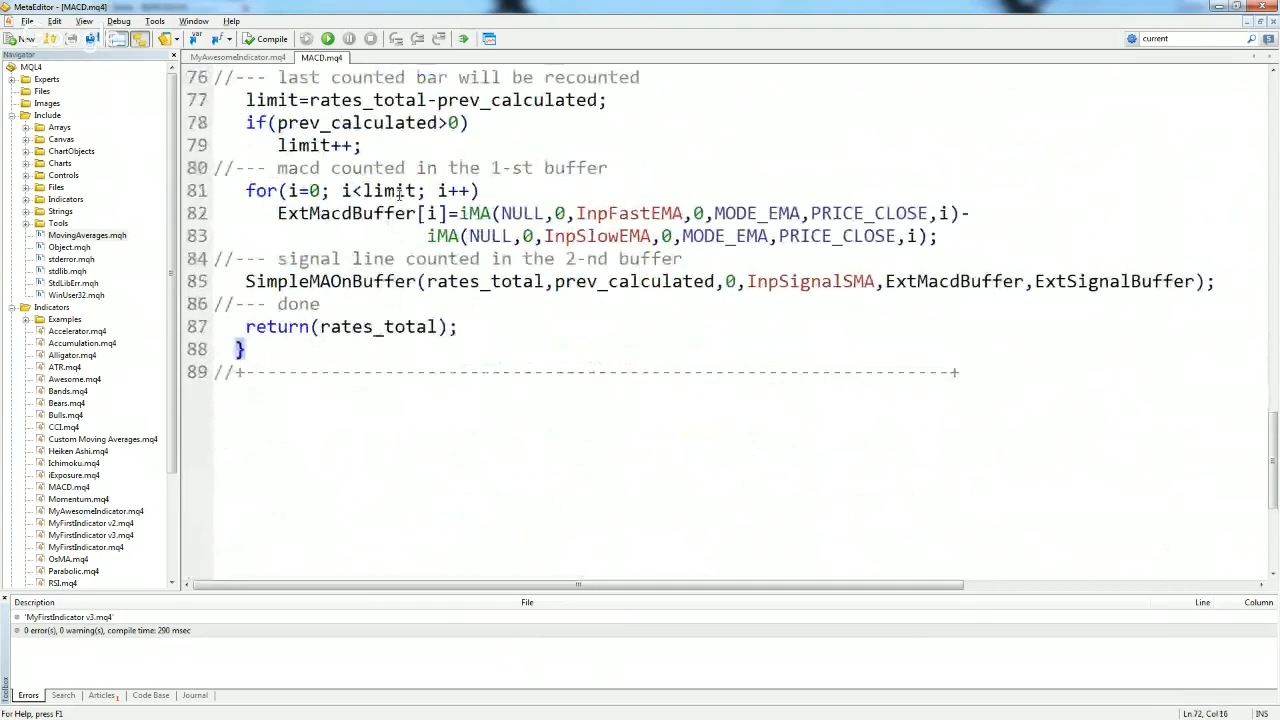 MetaEditor - [MACD.mq4]
File Edit View Debug Tools Window Help
New Compile current
Navigator
MyAwesomeIndicator.mq4 MACD.mq4
MQL4
Experts
Files
Images
Include
Arrays
Canvas
ChartObjects
Charts
Controls
Files
Indicators
Strings
Tools
MovingAverages.mqh
Object.mqh
stderror.mqh
stdlib.mqh
StdLibErr.mqh
WinUser32.mqh
Indicators
Examples
Accelerator.mq4
Accumulation.mq4
Alligator.mq4
ATR.mq4
Awesome.mq4
Bands.mq4
Bears.mq4
Bulls.mq4
CCI.mq4
Custom Moving Averages.mq4
Heiken Ashi.mq4
Ichimoku.mq4
iExposure.mq4
MACD.mq4
Momentum.mq4
MyAwesomeIndicator.mq4
MyFirstIndicator v2.mq4
MyFirstIndicator v3.mq4
MyFirstIndicator.mq4
OsMA.mq4
Parabolic.mq4
RSI.mq4
76 //--- last counted bar will be recounted
77 limit=rates_total-prev_calculated;
78 if(prev_calculated>0)
79 limit++;
80 //--- macd counted in the 1-st buffer
81 for(i=0; i<limit; i++)
82 ExtMacdBuffer[i]=iMA(NULL,0,InpFastEMA,0,MODE_EMA,PRICE_CLOSE,i)-
83 iMA(NULL,0,InpSlowEMA,0,MODE_EMA,PRICE_CLOSE,i);
84 //--- signal line counted in the 2-nd buffer
85 SimpleMAOnBuffer(rates_total,prev_calculated,0,InpSignalSMA,ExtMacdBuffer,ExtSignalBuffer);
86 //--- done
87 return(rates_total);
88 }
89 //+------------------------------------------------------------------+
Description File Line Column
'MyFirstIndicator v3.mq4'
0 error(s), 0 warning(s), compile time: 290 msec
Toolbox
Errors Search Articles 1 Code Base Journal
For Help, press F1 Ln 72, Col 16 INS